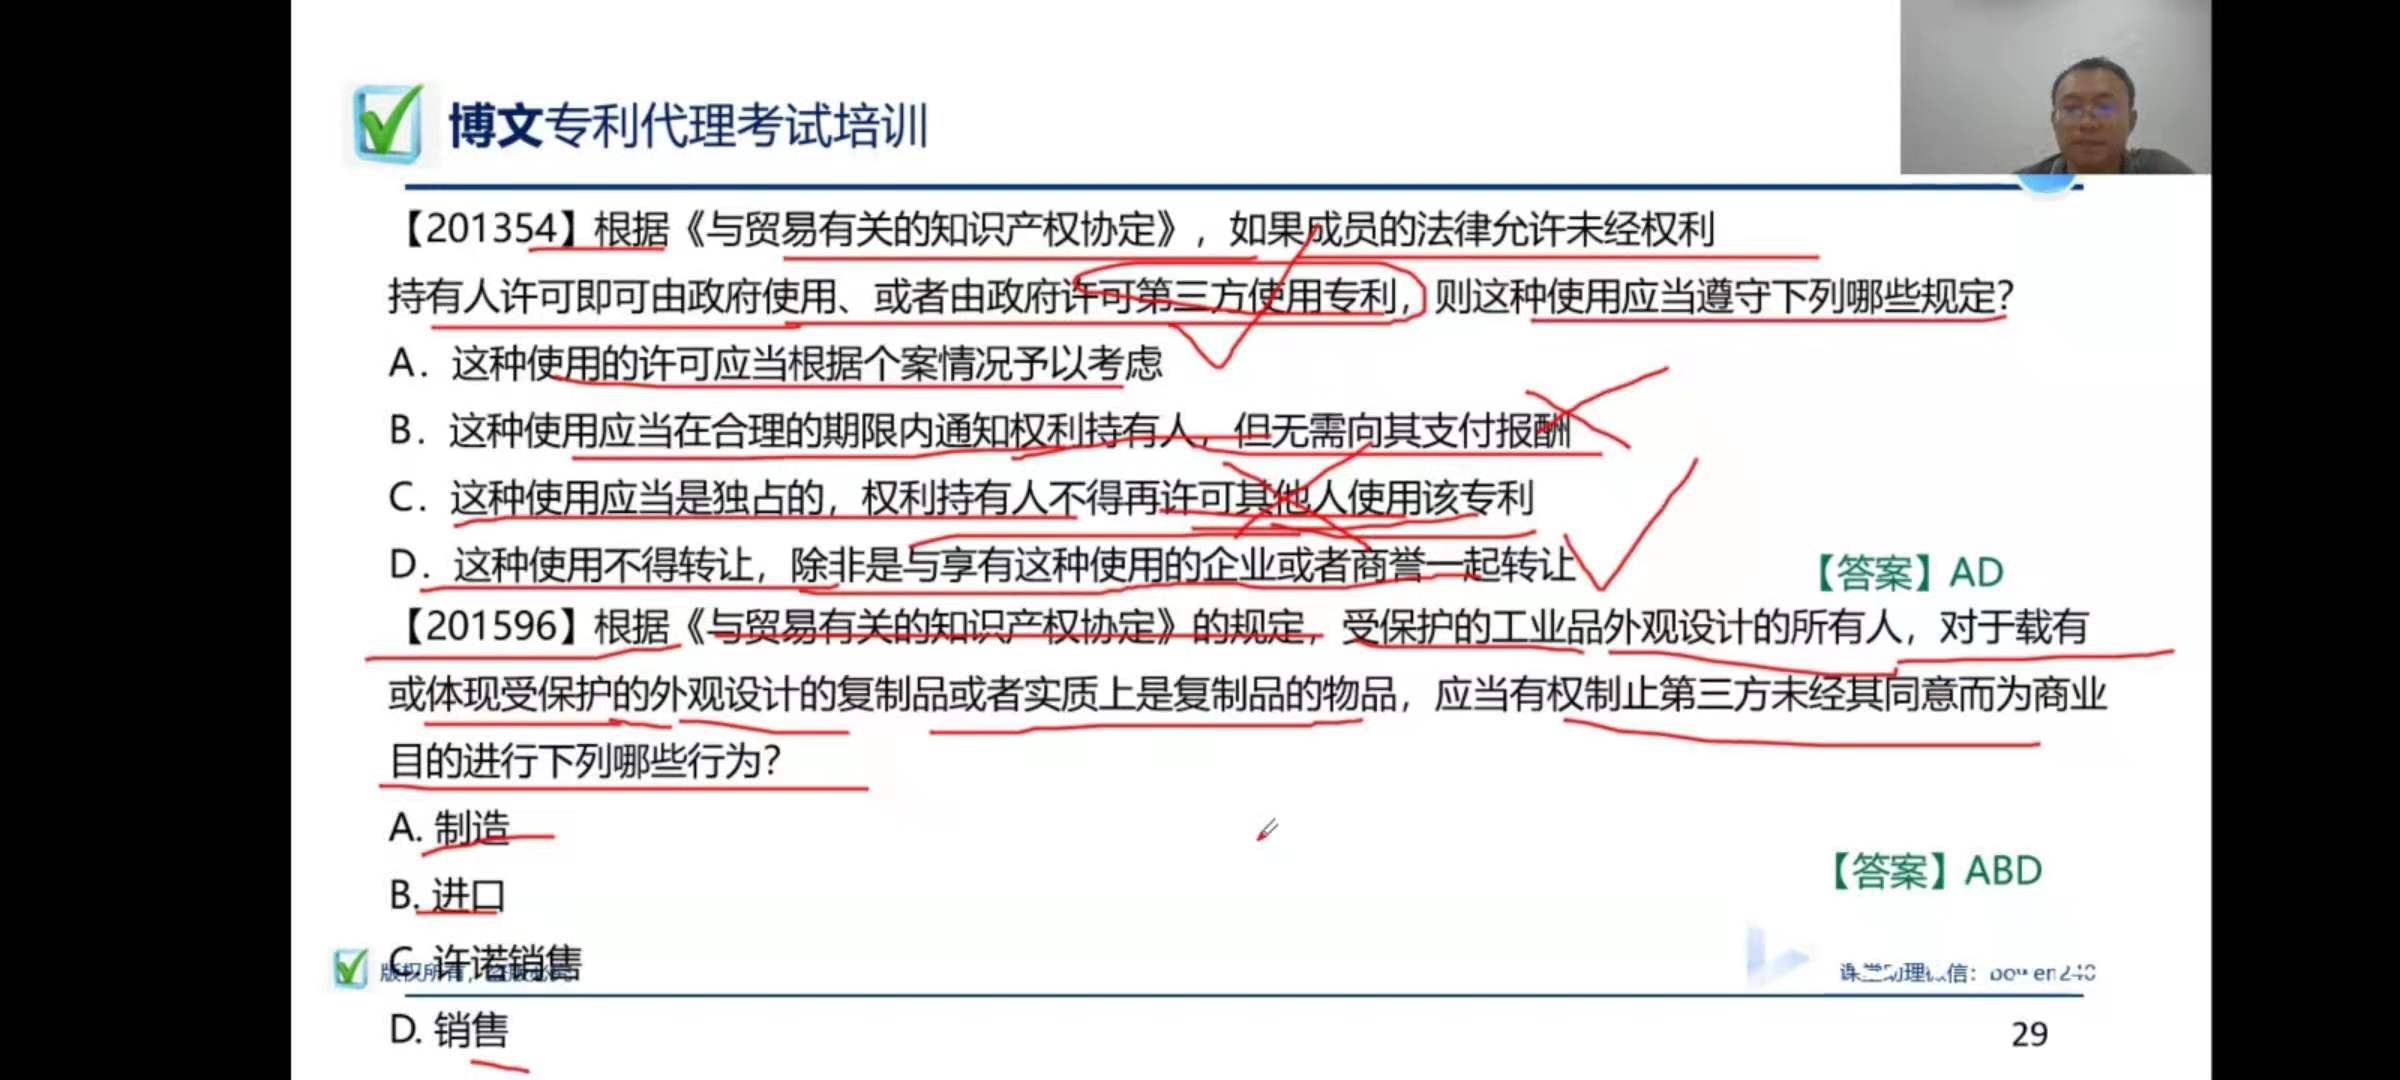 博文专利代理考试培训
【201354】根据《与贸易有关的知识产权协定》，如果成员的法律允许未经权利
持有人许可即可由政府使用、或者由政府许可第三方使用专利，则这种使用应当遵守下列哪些规定？
A．这种使用的许可应当根据个案情况予以考虑
B．这种使用应当在合理的期限内通知权利持有人，但无需向其支付报酬
C．这种使用应当是独占的，权利持有人不得再许可其他人使用该专利
D．这种使用不得转让，除非是与享有这种使用的企业或者商誉一起转让
【答案】AD
【201596】根据《与贸易有关的知识产权协定》的规定，受保护的工业品外观设计的所有人，对于载有
或体现受保护的外观设计的复制品或者实质上是复制品的物品，应当有权制止第三方未经其同意而为商业
目的进行下列哪些行为？
A. 制造
【答案】ABD
B. 进口
C. 许诺销售
版权所有，
课堂助理微信：
D. 销售
29